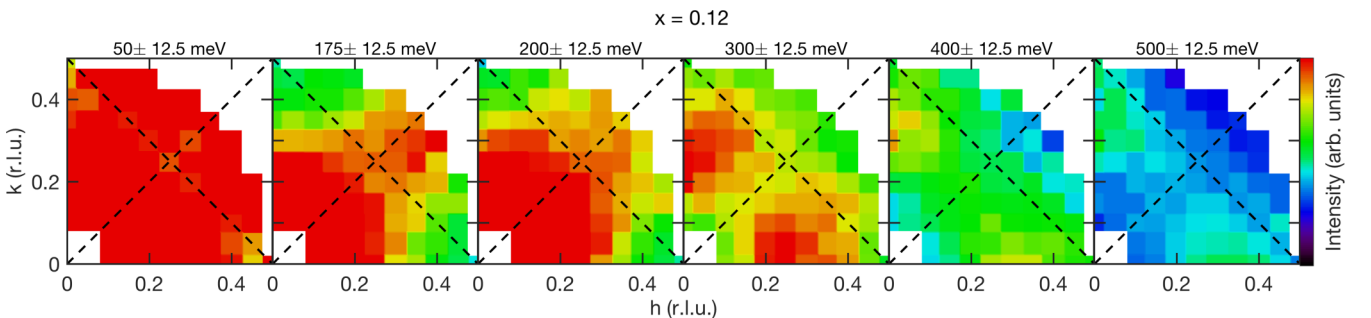 x = 0.12
50± 12.5 meV 175± 12.5 meV 200± 12.5 meV 300± 12.5 meV 400± 12.5 meV 500± 12.5 meV
k (r.l.u.)
0.4
0.2
0
0 0.2 0.4 0 0.2 0.4 0 0.2 0.4 0 0.2 0.4 0 0.2 0.4 0 0.2 0.4
h (r.l.u.)
Intensity (arb. units)